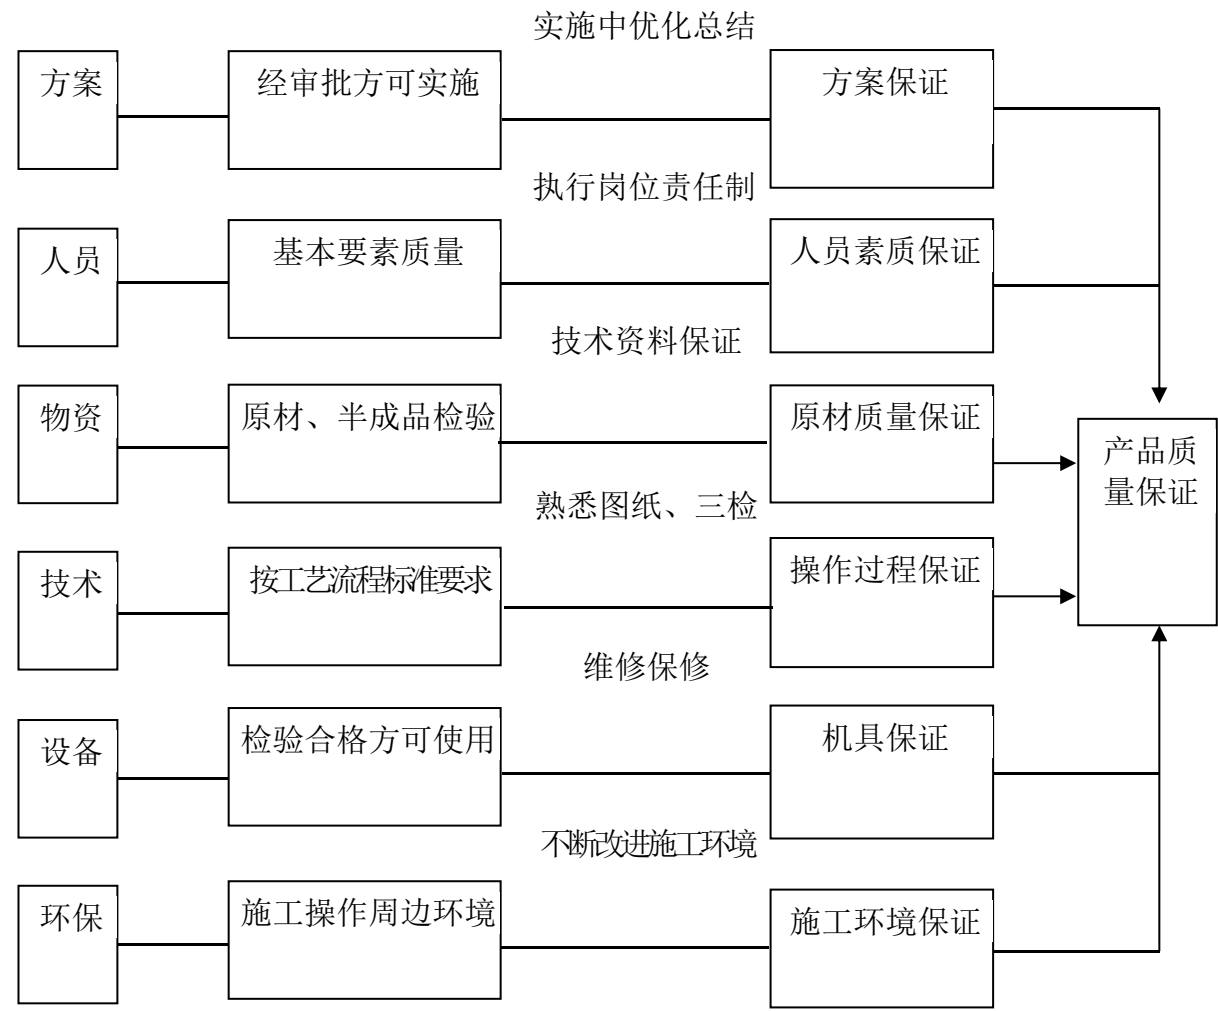 实施中优化总结
方案
经审批方可实施
方案保证
执行岗位责任制
人员
基本要素质量
人员素质保证
技术资料保证
物资
原材、半成品检验
原材质量保证
产品质
量保证
熟悉图纸、三检
技术
按工艺流程标准要求
操作过程保证
维修保修
设备
检验合格方可使用
机具保证
不断改进施工环境
环保
施工操作周边环境
施工环境保证